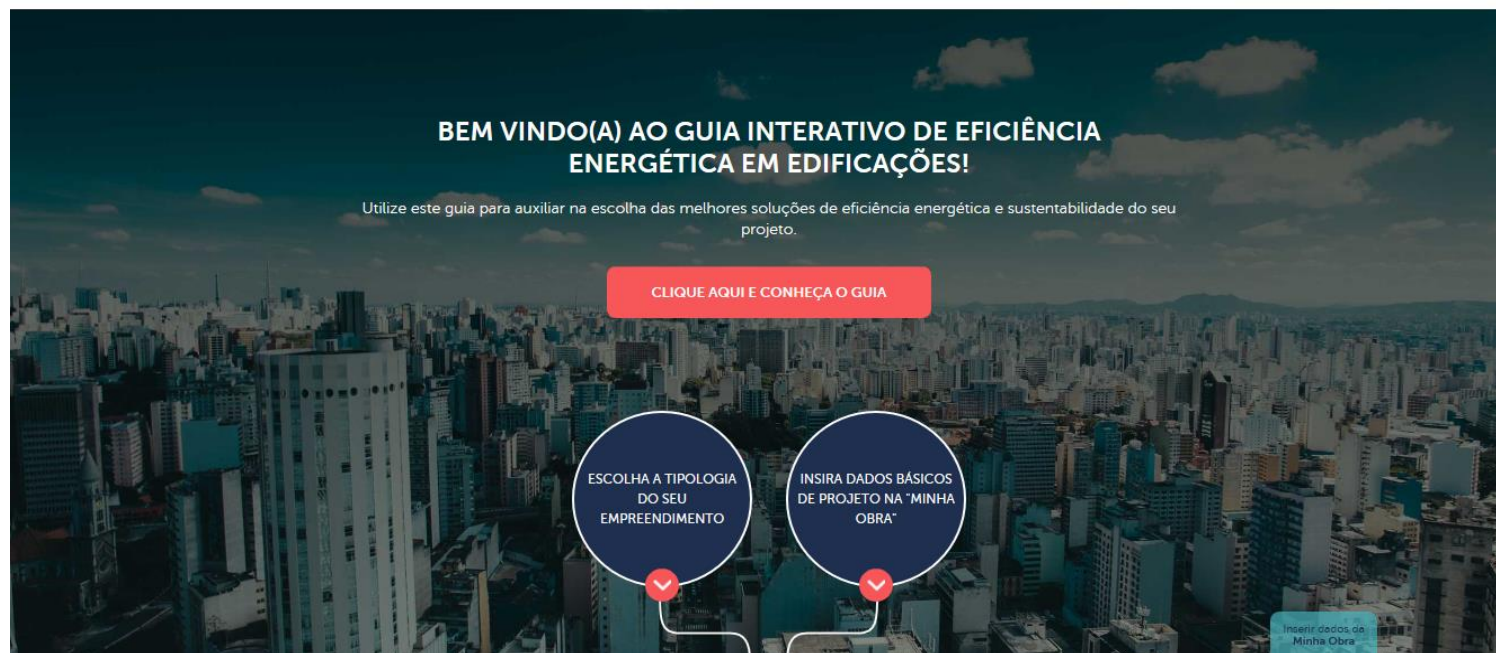 BEM VINDO(A) AO GUIA INTERATIVO DE EFICIÊNCIA
ENERGÉTICA EM EDIFICAÇÕES!
Utilize este guia para auxiliar na escolha das melhores soluções de eficiência energética e sustentabilidade do seu
projeto.
CLIQUE AQUI E CONHEÇA O GUIA
ESCOLHA A TIPOLOGIA
DO SEU
EMPREENDIMENTO
INSIRA DADOS BÁSICOS
DE PROJETO NA "MINHA
OBRA"
Inserir dados da
Minha Obra